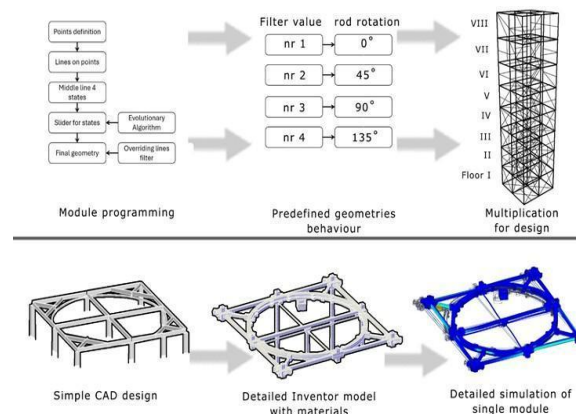 Points definition
Lines on points
Middle line 4
states
Slider for states
Evolutionary
Algorithm
Final geometry
Overriding lines
filter
Module programming
Filter value rod rotation
nr 1 0°
nr 2 45°
nr 3 90°
nr 4 135°
Predefined geometries
behaviour
VIII
VII
VI
V
IV
III
II
Floor I
Multiplication
for design
Simple CAD design
Detailed Inventor model
with materials
Detailed simulation of
single module